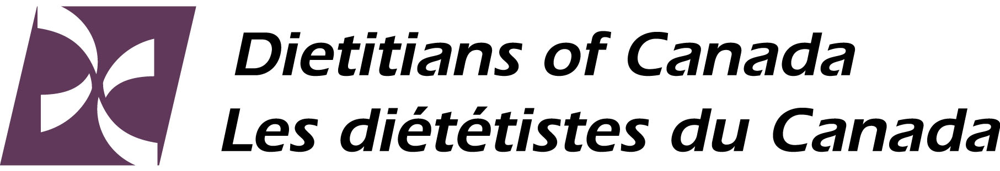 Dietitians of Canada
Les diététistes du Canada